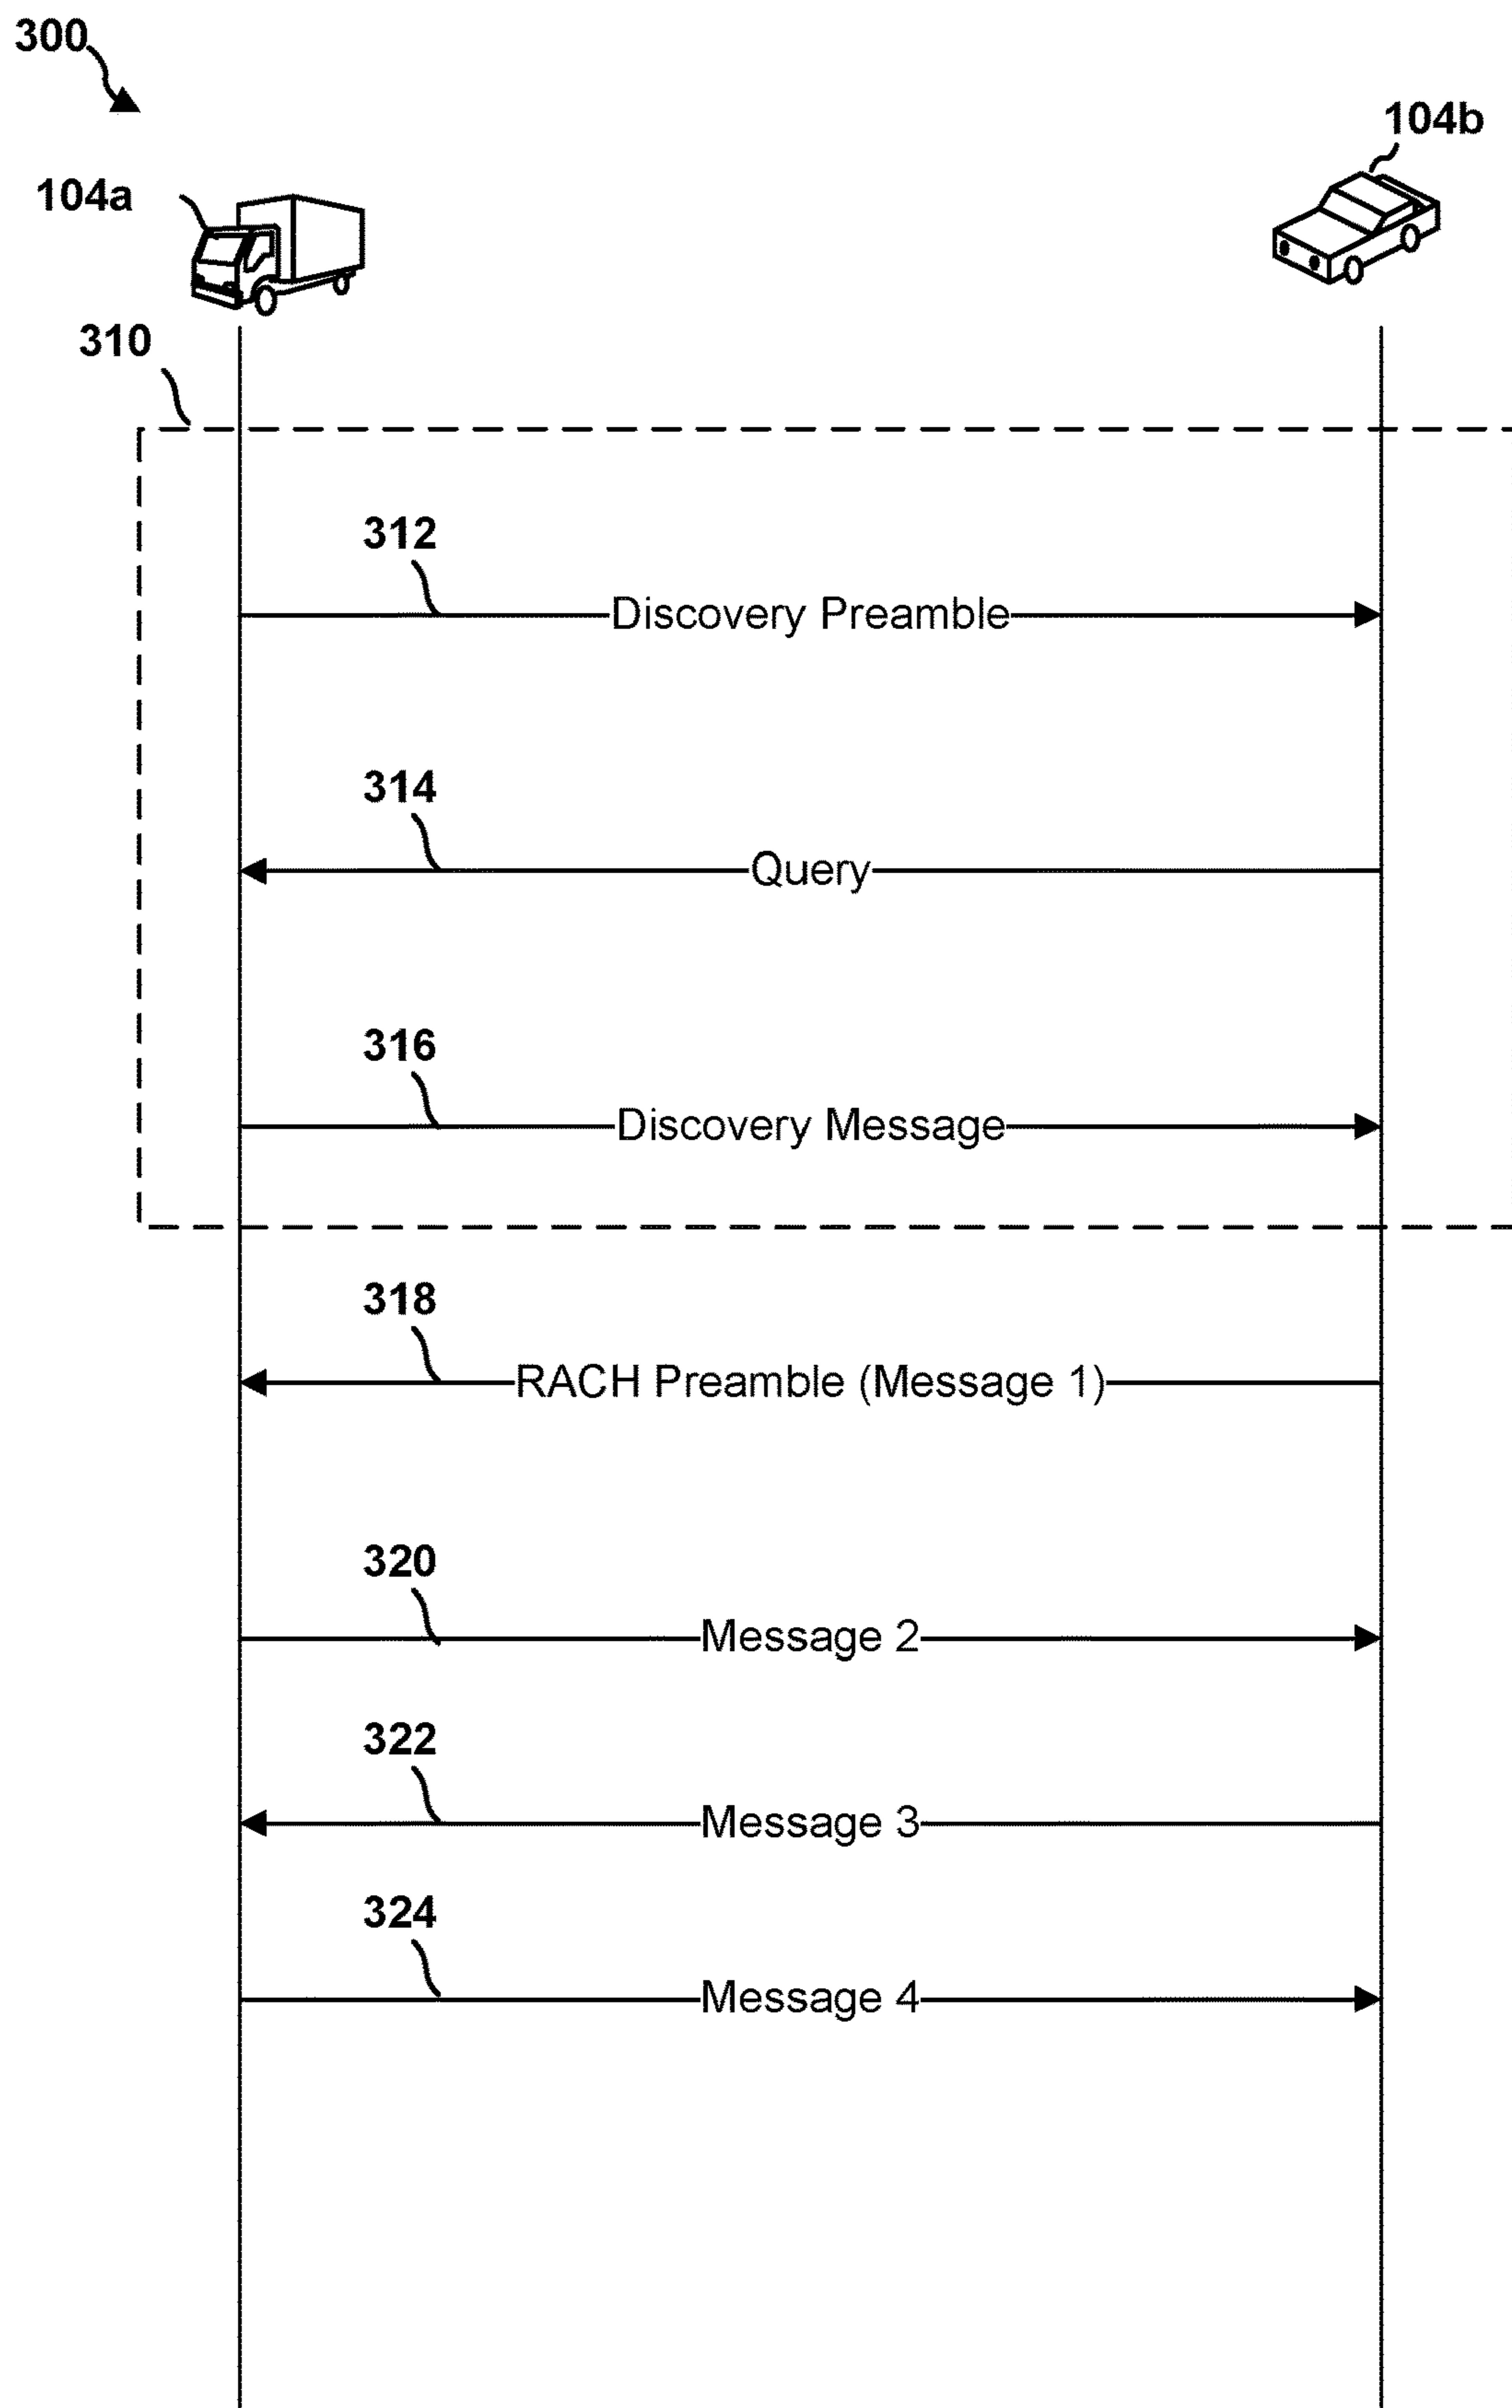 300
104b
104a
310
312
Discovery Preamble
314
Query
316
Discovery Message
318
RACH Preamble (Message 1)
320
Message 2
322
Message 3
324
Message 4